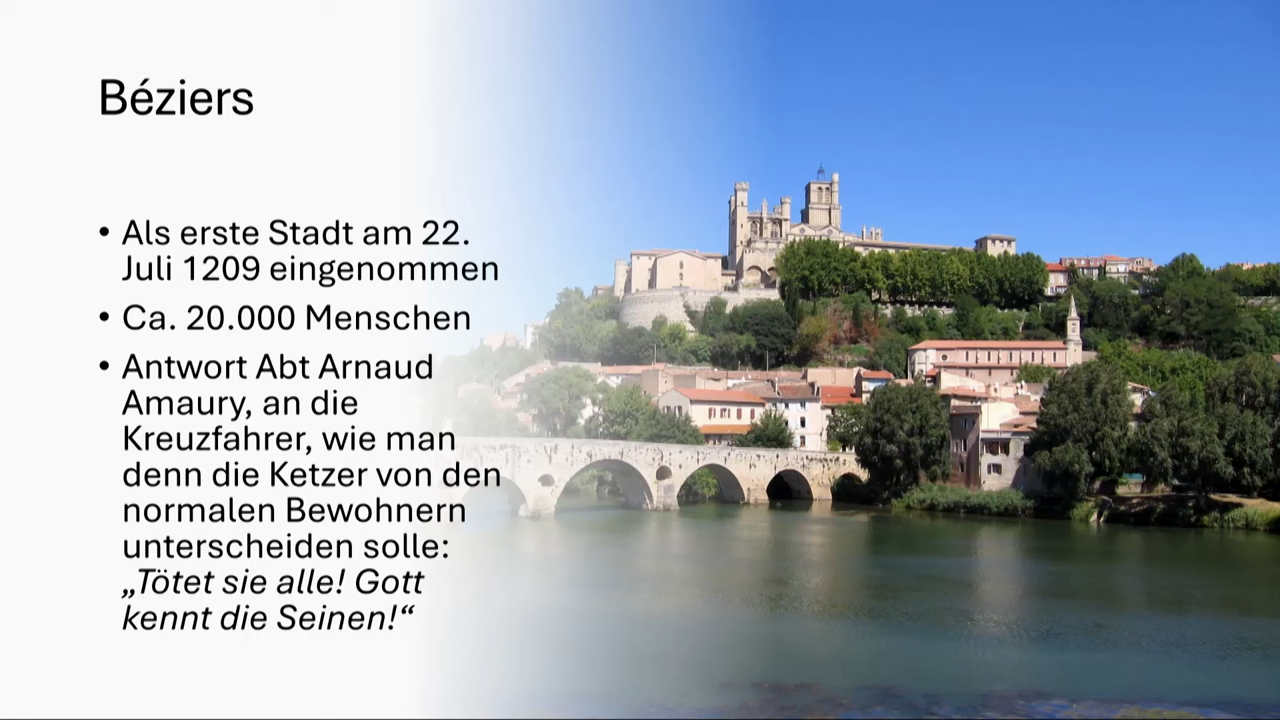 Béziers
• Als erste Stadt am 22.
Juli 1209 eingenommen
• Ca. 20.000 Menschen
• Antwort Abt Arnaud
Amaury, an die
Kreuzfahrer, wie man
denn die Ketzer von den
normalen Bewohnern
unterscheiden solle:
„Tötet sie alle! Gott
kennt die Seinen!“